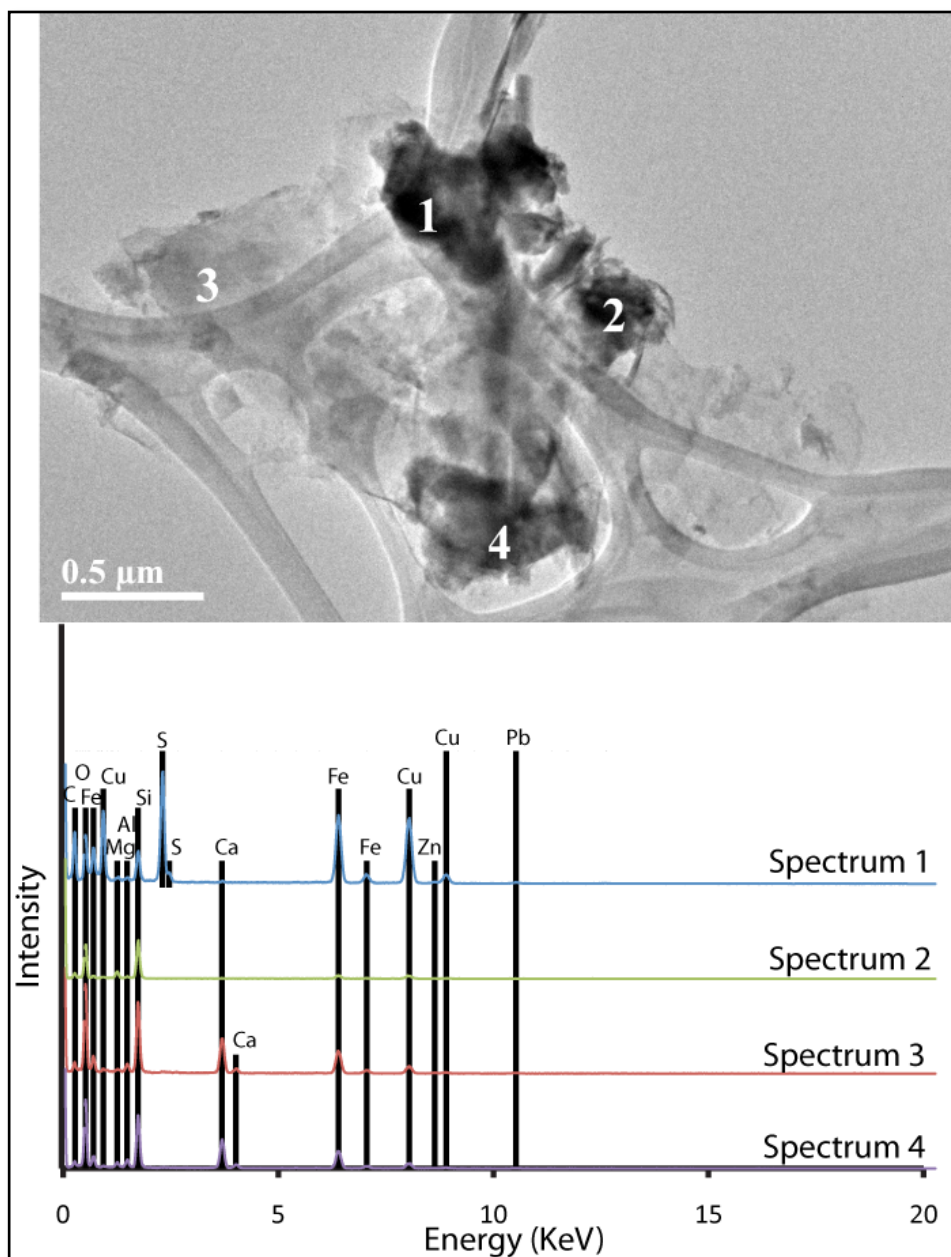 1
2
3
4
0.5 µm
S
Cu
Pb
O
Cu
Fe
Cu
C
Fe
Si
Al
Mg
S
Ca
Fe
Zn
Spectrum 1
Spectrum 2
Ca
Spectrum 3
Spectrum 4
Intensity
0
5
10
15
20
Energy (KeV)